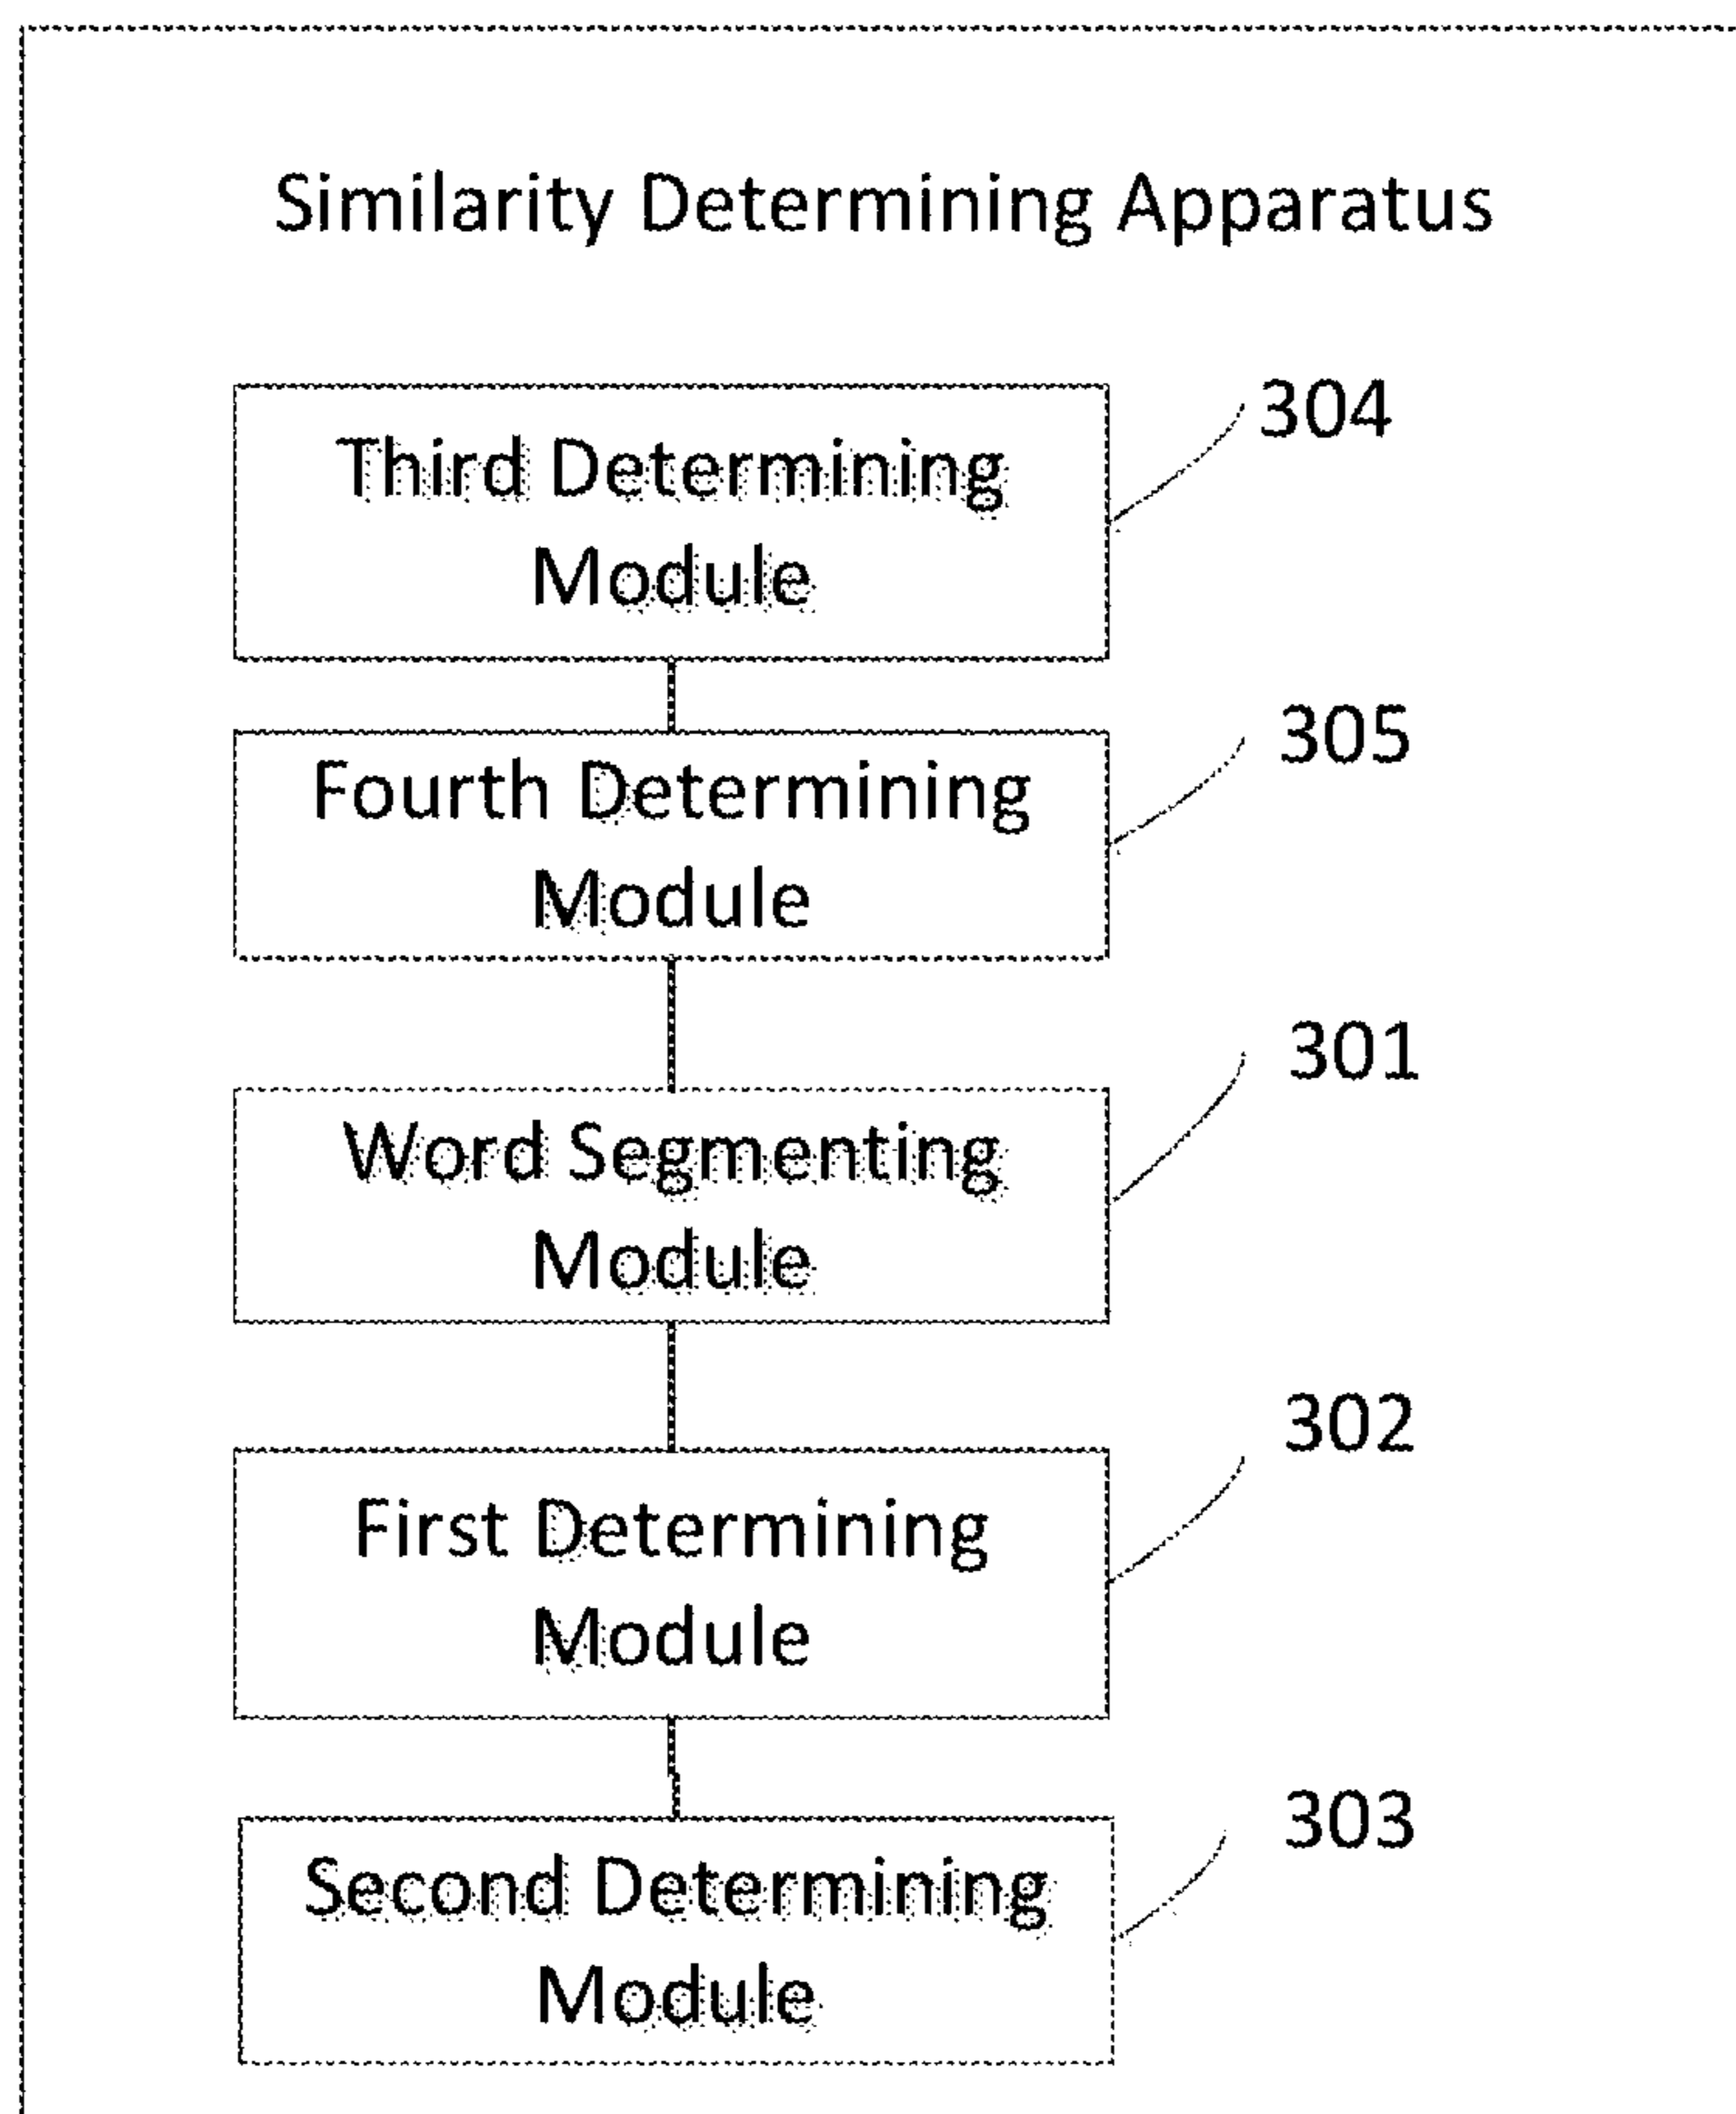 Similarity Determining Apparatus
304
Third Determining
Module
305
Fourth Determining
Module
301
Word Segmenting
Module
302
First Determining
Module
303
Second Determining
Module